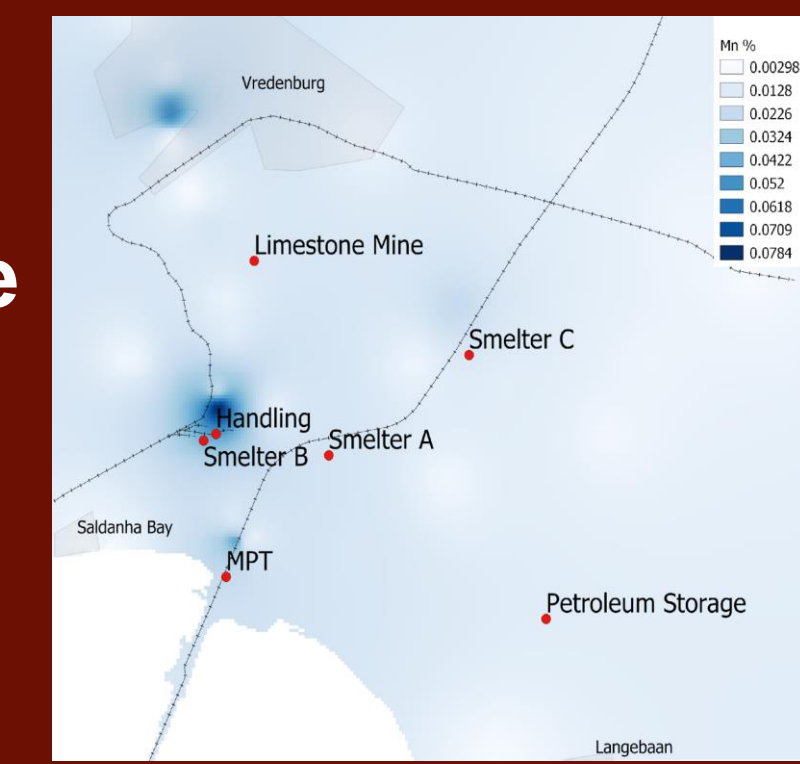 Mn %
0.00298
0.0128
0.0226
0.0324
0.0422
0.052
0.0618
0.0709
0.0784
Vredenburg
Limestone Mine
e
Smelter C
Handling
Smelter A
Smelter B
Saldanha Bay
MPT
Petroleum Storage
Langebaan